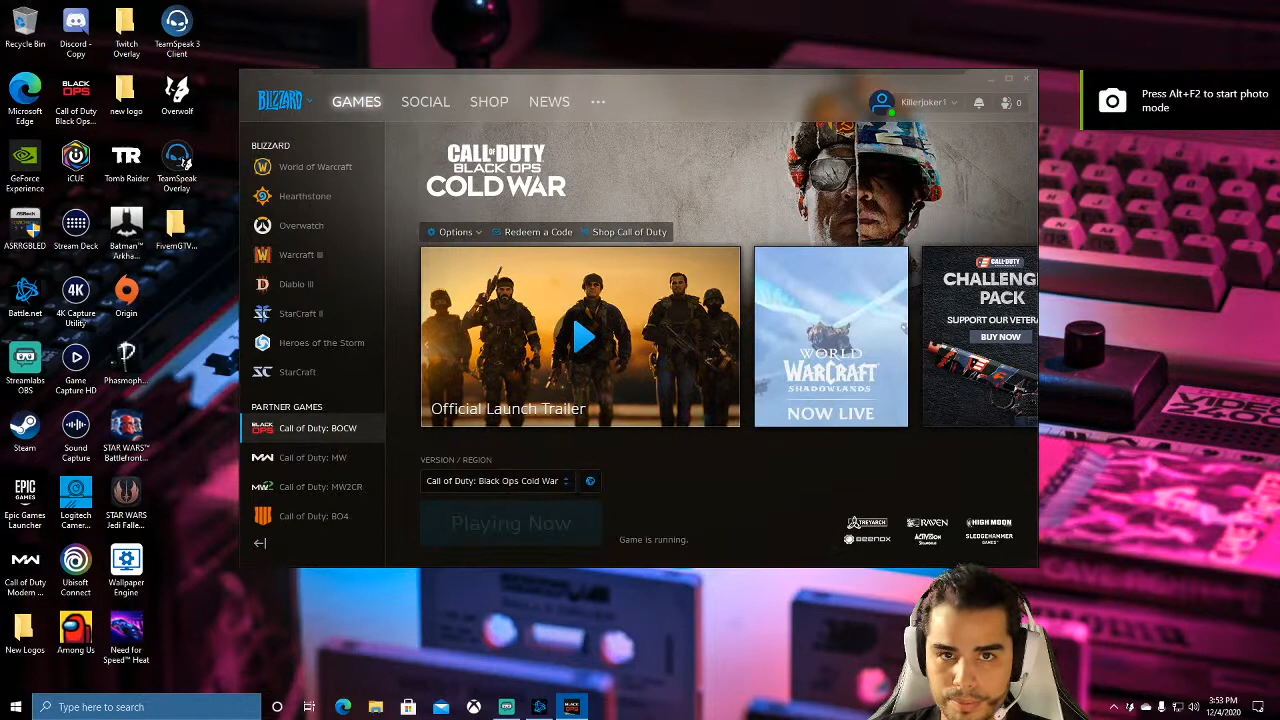 Recycle Bin
Discord -
Copy
Twitch
Overlay
TeamSpeak 3
Client
Microsoft
Edge
Call of Duty
Black Ops...
new logo
Overwolf
GeForce
Experience
iCUE
Tomb Raider
TeamSpeak
Overlay
ASRRGBLED
Stream Deck
Batman™
Arkha...
FivemGTV...
Battle.net
4K Capture
Utility
Origin
Streamlabs
OBS
Game
Capture HD
Phasmoph...
Steam
Sound
Capture
STAR WARS™
Battlefront...
Epic Games
Launcher
Logitech
Camer...
STAR WARS
Jedi Falle...
Call of Duty
Modern ...
Ubisoft
Connect
Wallpaper
Engine
New Logos
Among Us
Need for
Speed™ Heat
BLIZZARD
GAMES
SOCIAL
SHOP
NEWS
Killerjoker1
0
BLIZZARD
World of Warcraft
Hearthstone
Overwatch
Warcraft III
Diablo III
StarCraft II
Heroes of the Storm
StarCraft
PARTNER GAMES
Call of Duty: BOCW
Call of Duty: MW
Call of Duty: MW2CR
Call of Duty: BO4
CALL OF DUTY
BLACK OPS
COLD WAR
Options
Redeem a Code
Shop Call of Duty
Official Launch Trailer
WORLD
WARCRAFT
SHADOWLANDS
NOW LIVE
CALL OF DUTY
CHALLENG
PACK
SUPPORT OUR VETERA
BUY NOW
VERSION / REGION
Call of Duty: Black Ops Cold War
Playing Now
Game is running.
TREYARCH
RAVEN
HIGH MOON
BEENOX
ACTIVISION
SLEDGEHAMMER
GAMES
Press Alt+F2 to start photo
mode
Type here to search
3:53 PM
12/4/2020